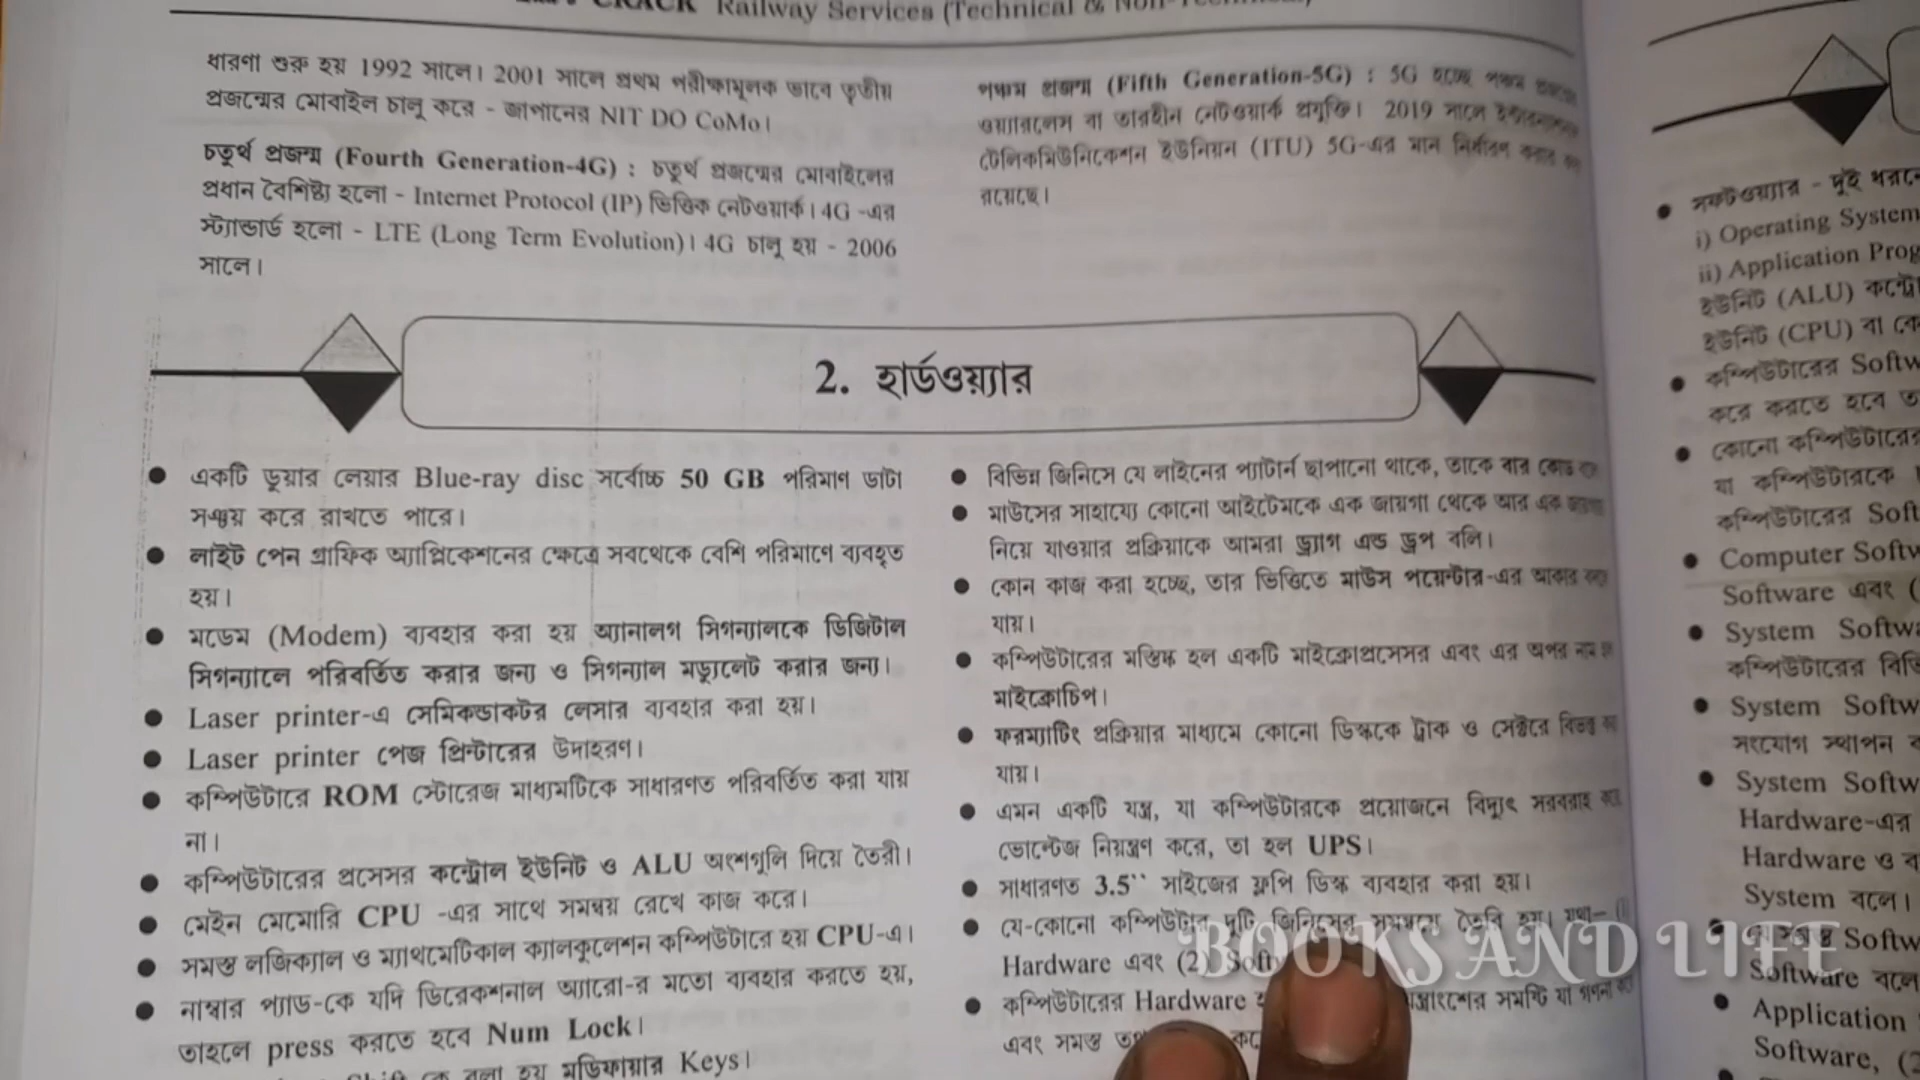 CRACK Railway Services (Technical & Non-Technical)
ধারণা শুরু হয় 1992 সালে। 2001 সালে প্রথম পরীক্ষামূলক ভাবে তৃতীয়
প্রজন্মের মোবাইল চালু করে - জাপানের NIT DO CoMo।
চতুর্থ প্রজন্ম (Fourth Generation-4G) : চতুর্থ প্রজন্মের মোবাইলের
প্রধান বৈশিষ্ট্য হলো - Internet Protocol (IP) ভিত্তিক নেটওয়ার্ক। 4G -এর
স্ট্যান্ডার্ড হলো - LTE (Long Term Evolution)। 4G চালু হয় - 2006
সালে।
পঞ্চম প্রজন্ম (Fifth Generation-5G) : 5G হচ্ছে পঞ্চম
ওয়্যারলেস বা তারহীন নেটওয়ার্ক প্রযুক্তি। 2019 সালে
টেলিকমিউনিকেশন ইউনিয়ন (ITU) 5G-এর মান নির্ধারণ করার
রয়েছে।
2. হার্ডওয়্যার
● একটি ডুয়ার লেয়ার Blue-ray disc সর্বোচ্চ 50 GB পরিমাণ ডাটা
সঞ্চয় করে রাখতে পারে।
● লাইট পেন গ্রাফিক অ্যাপ্লিকেশনের ক্ষেত্রে সবথেকে বেশি পরিমাণে ব্যবহৃত
হয়।
● মডেম (Modem) ব্যবহার করা হয় অ্যানালগ সিগন্যালকে ডিজিটাল
সিগন্যালে পরিবর্তিত করার জন্য ও সিগন্যাল মড্যুলেট করার জন্য।
● Laser printer-এ সেমিকন্ডাকটর লেসার ব্যবহার করা হয়।
● Laser printer পেজ প্রিন্টারের উদাহরণ।
● কম্পিউটারে ROM স্টোরেজ মাধ্যমটিকে সাধারণত পরিবর্তিত করা যায়
না।
● কম্পিউটারের প্রসেসর কন্ট্রোল ইউনিট ও ALU অংশগুলি দিয়ে তৈরী।
● মেইন মেমোরি CPU -এর সাথে সমন্বয় রেখে কাজ করে।
● সমস্ত লজিক্যাল ও ম্যাথমেটিকাল ক্যালকুলেশন কম্পিউটারে হয় CPU-এ।
● নাম্বার প্যাড-কে যদি ডিরেকশনাল অ্যারো-র মতো ব্যবহার করতে হয়,
তাহলে press করতে হবে Num Lock।
কে বলা হয় মডিফায়ার Keys।
● বিভিন্ন জিনিসে যে লাইনের প্যাটার্ন ছাপানো থাকে, তাকে বার কোড
● মাউসের সাহায্যে কোনো আইটেমকে এক জায়গা থেকে আর এক জায়গা
নিয়ে যাওয়ার প্রক্রিয়াকে আমরা ড্র্যাগ এন্ড ড্রপ বলি।
● কোন কাজ করা হচ্ছে, তার ভিত্তিতে মাউস পয়েন্টার-এর আকার
যায়।
● কম্পিউটারের মস্তিষ্ক হল একটি মাইক্রোপ্রসেসর এবং এর অপর নাম
মাইক্রোচিপ।
● ফরম্যাটিং প্রক্রিয়ার মাধ্যমে কোনো ডিস্ককে ট্রাক ও সেক্টরে বিভক্ত
যায়।
● এমন একটি যন্ত্র, যা কম্পিউটারকে প্রয়োজনে বিদ্যুৎ সরবরাহ
ভোল্টেজ নিয়ন্ত্রণ করে, তা হল UPS।
● সাধারণত 3.5`` সাইজের ফ্লপি ডিস্ক ব্যবহার করা হয়।
● যে-কোনো কম্পিউটার দুটি জিনিসের সমন্বয়ে তৈরি হয়। যথা—
Hardware এবং (2)
● কম্পিউটারের Hardware যন্ত্রাংশের সমষ্টি যা গণনা
এবং সমস্ত
● সফটওয়্যার - দুই
i) Operating System
ii) Application
ইউনিট (ALU)
ইউনিট (CPU) বা
● কম্পিউটারের
করে করতে হবে
● কোনো
যা কম্পিউটারকে
কম্পিউটারের
● Computer
Software এবং
● System
কম্পিউটারের
● System
সংযোগ স্থাপন
● System
Hardware-এর
Hardware ও
System বলে।
Software বলে
● Application
Software,
BOOKS AND LIFE